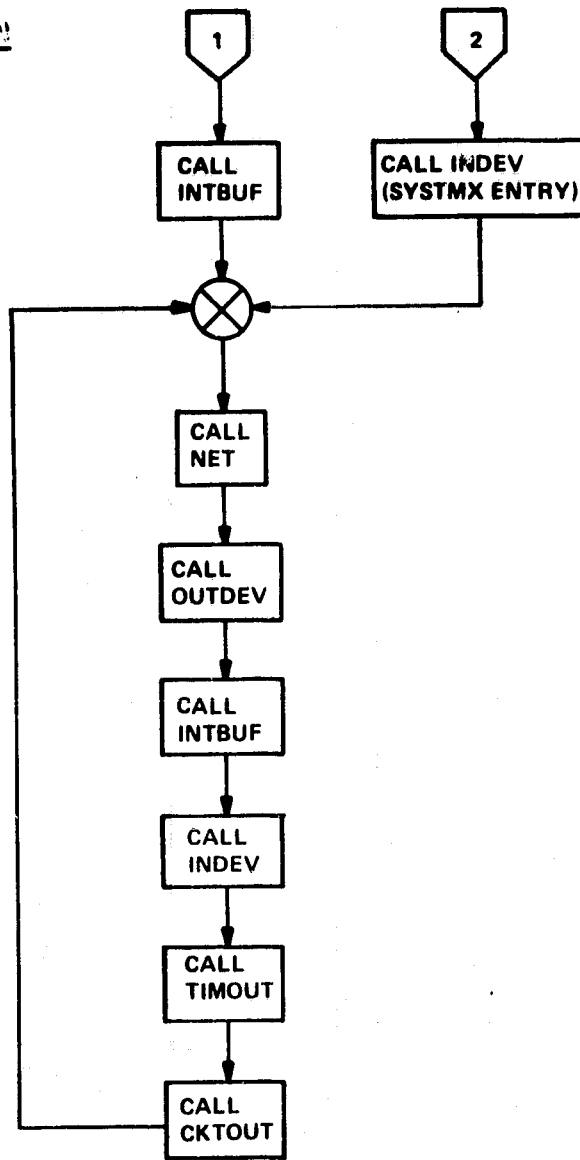 1
2
CALL
INTBUF
CALL INDEV
(SYSTMX ENTRY)
CALL
NET
CALL
OUTDEV
CALL
INTBUF
CALL
INDEV
CALL
TIMOUT
CALL
CKTOUT